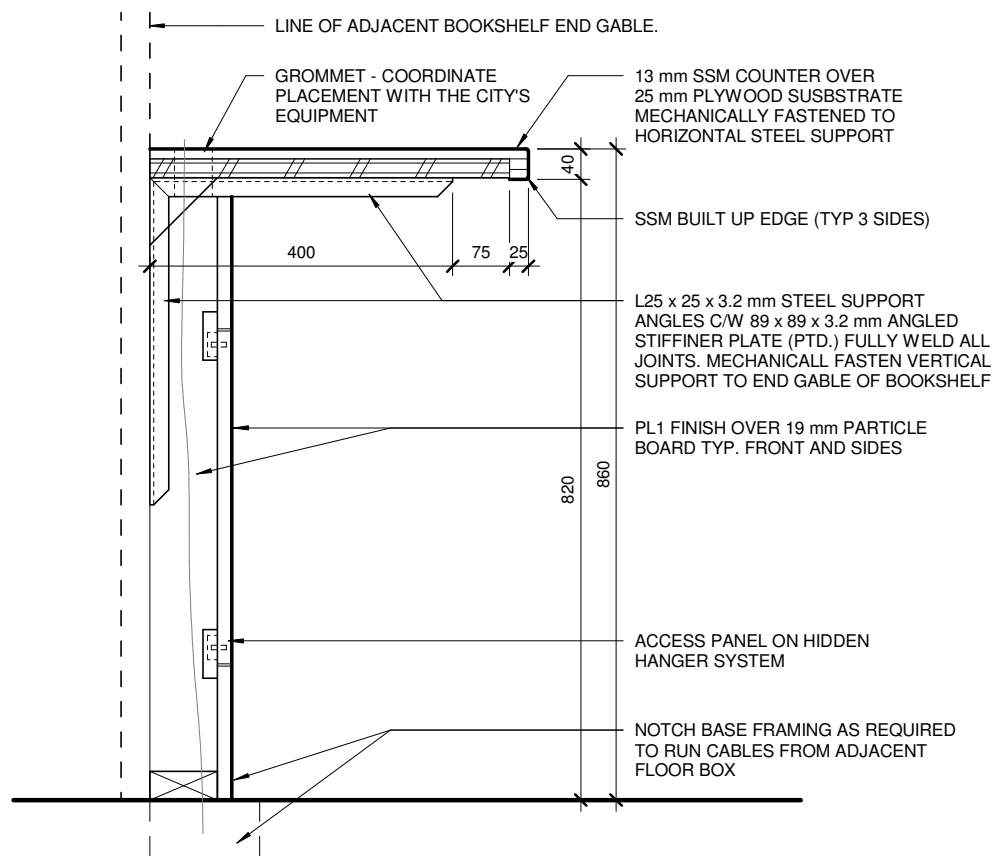 LINE OF ADJACENT BOOKSHELF END GABLE.
GROMMET - COORDINATE
PLACEMENT WITH THE CITY'S
EQUIPMENT
13 mm SSM COUNTER OVER
25 mm PLYWOOD SUSBSTRATE
MECHANICALLY FASTENED TO
HORIZONTAL STEEL SUPPORT
40
SSM BUILT UP EDGE (TYP 3 SIDES)
400
75
25
L25 x 25 x 3.2 mm STEEL SUPPORT
ANGLES C/W 89 x 89 x 3.2 mm ANGLED
STIFFINER PLATE (PTD.) FULLY WELD ALL
JOINTS. MECHANICALL FASTEN VERTICAL
SUPPORT TO END GABLE OF BOOKSHELF
PL1 FINISH OVER 19 mm PARTICLE
BOARD TYP. FRONT AND SIDES
820
860
ACCESS PANEL ON HIDDEN
HANGER SYSTEM
NOTCH BASE FRAMING AS REQUIRED
TO RUN CABLES FROM ADJACENT
FLOOR BOX